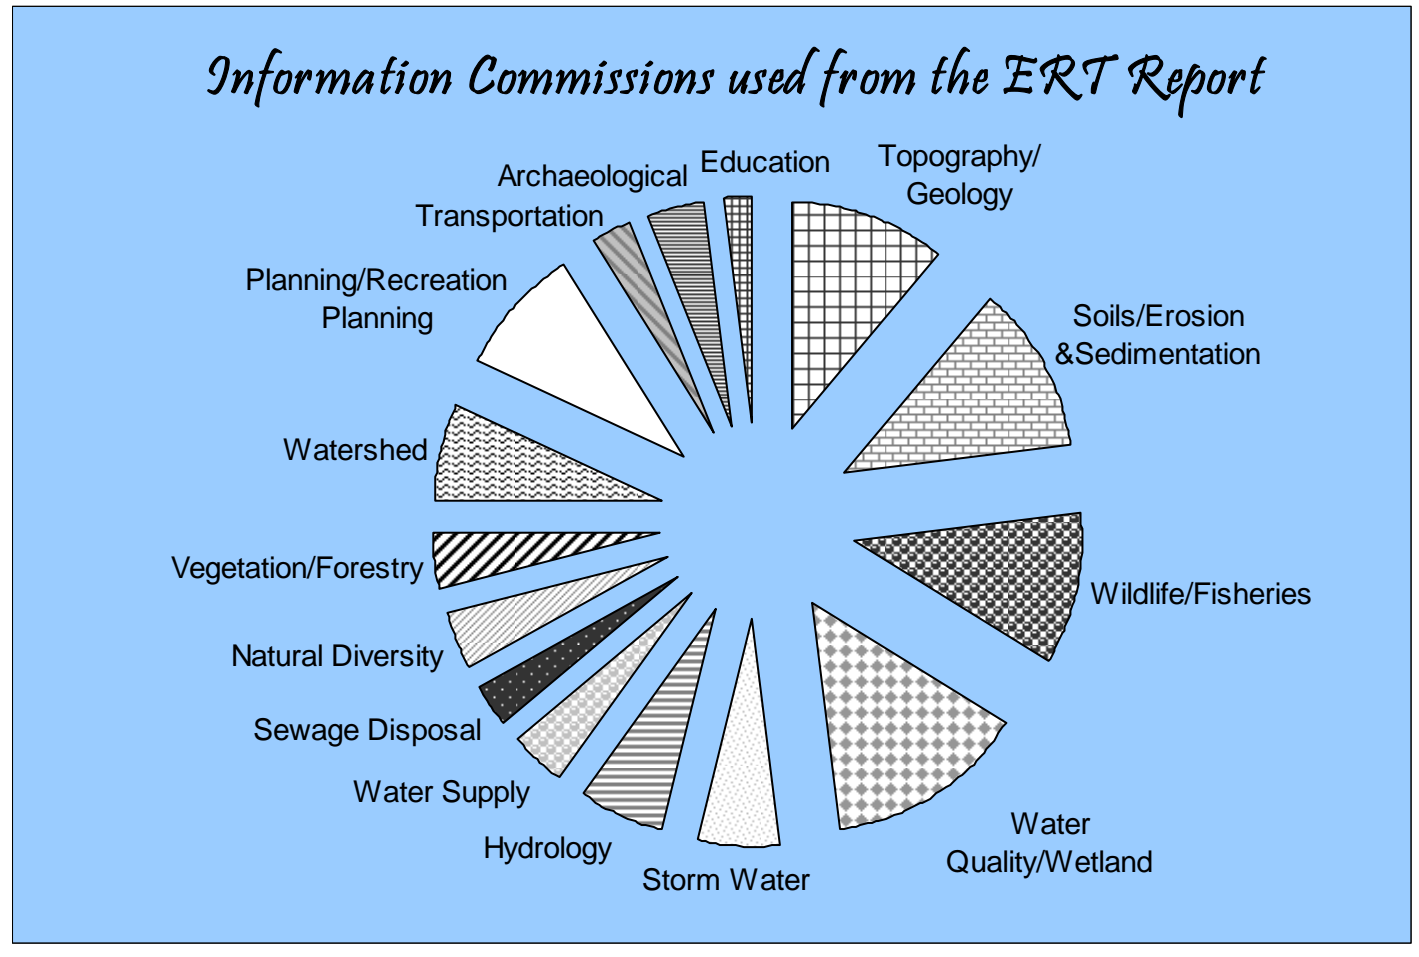 Information Commissions used from the ERT Report
Education
Topography/
Geology
Archaeological
Transportation
Planning/Recreation
Planning
Soils/Erosion
&Sedimentation
Watershed
Vegetation/Forestry
Wildlife/Fisheries
Natural Diversity
Sewage Disposal
Water Supply
Hydrology
Storm Water
Water
Quality/Wetland